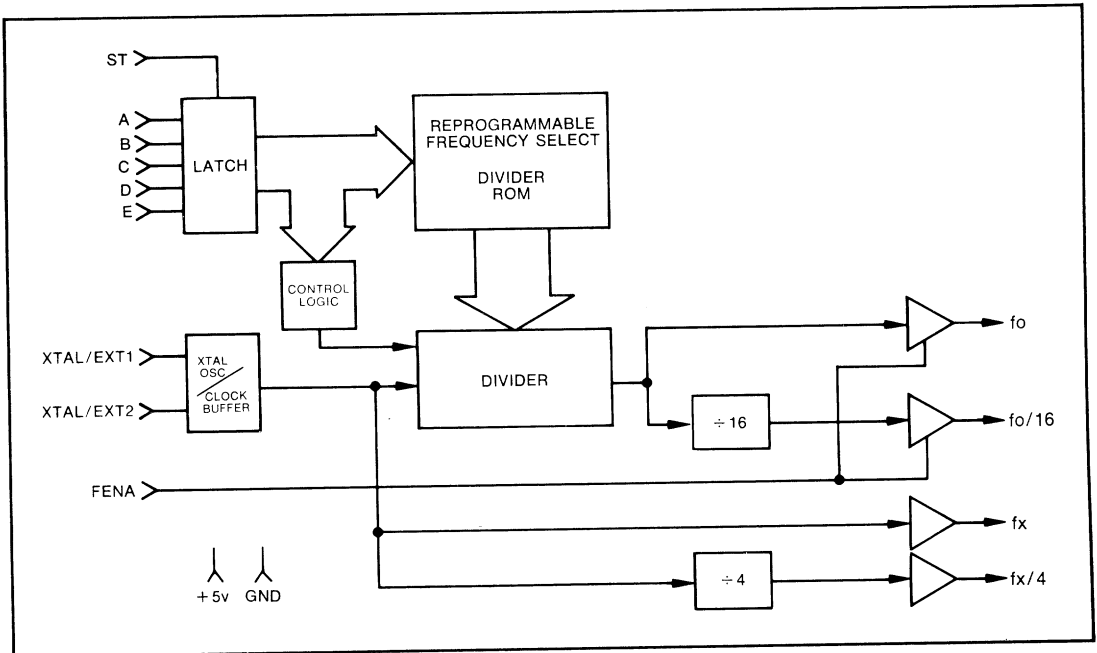 ST
A
B
C
D
E
LATCH
REPROGRAMMABLE
FREQUENCY SELECT
DIVIDER
ROM
CONTROL
LOGIC
XTAL/EXT1
XTAL/EXT2
XTAL
OSC
CLOCK
BUFFER
DIVIDER
fo
÷ 16
fo/16
FENA
fx
÷ 4
fx/4
+5v GND